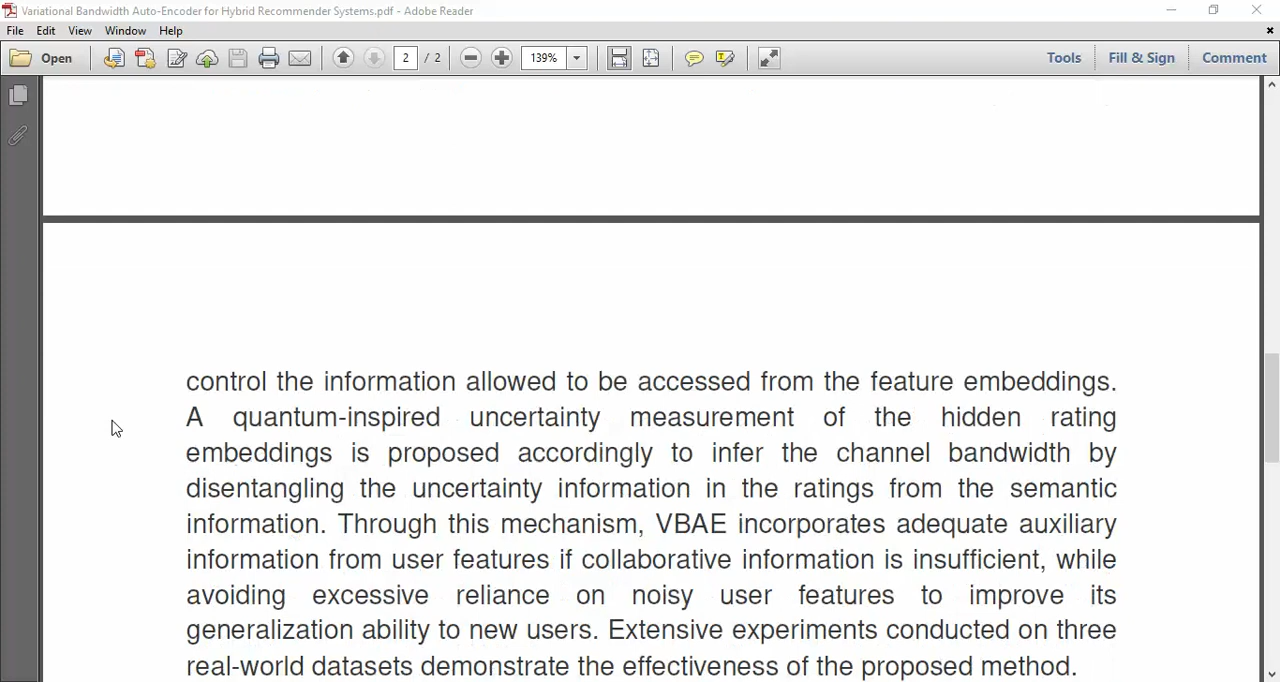 Variational Bandwidth Auto-Encoder for Hybrid Recommender Systems.pdf - Adobe Reader
File Edit View Window Help
Open 2 / 2 139% Tools Fill & Sign Comment
control the information allowed to be accessed from the feature embeddings.
A quantum-inspired uncertainty measurement of the hidden rating
embeddings is proposed accordingly to infer the channel bandwidth by
disentangling the uncertainty information in the ratings from the semantic
information. Through this mechanism, VBAE incorporates adequate auxiliary
information from user features if collaborative information is insufficient, while
avoiding excessive reliance on noisy user features to improve its
generalization ability to new users. Extensive experiments conducted on three
real-world datasets demonstrate the effectiveness of the proposed method.